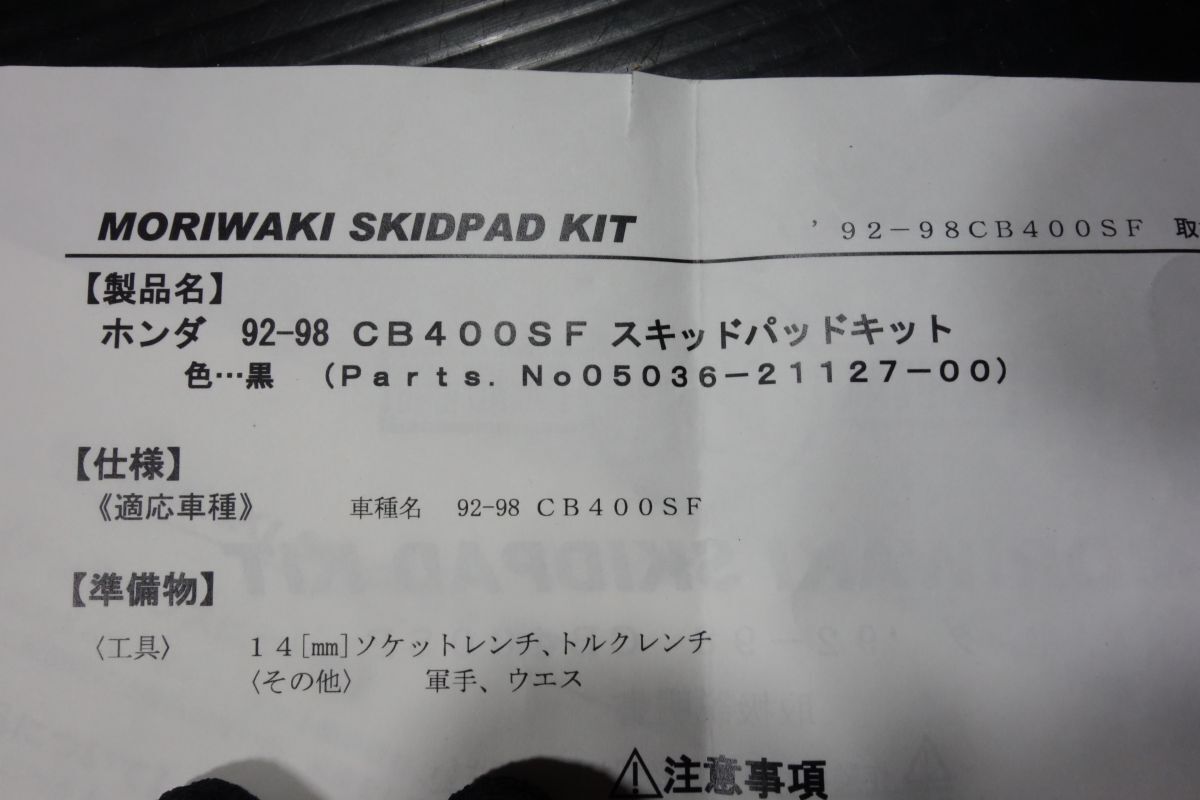 MORIWAKI SKIDPAD KIT
’92－98CB400SF 取
【製品名】
ホンダ 92-98 CB400SF スキッドパッドキット
色…黒 (Parts. No05036－21127－00)
【仕様】
《適応車種》 車種名 92-98 CB400SF
【準備物】
〈工具〉 14[mm]ソケットレンチ、トルクレンチ
〈その他〉 軍手、ウエス
⚠注意事項